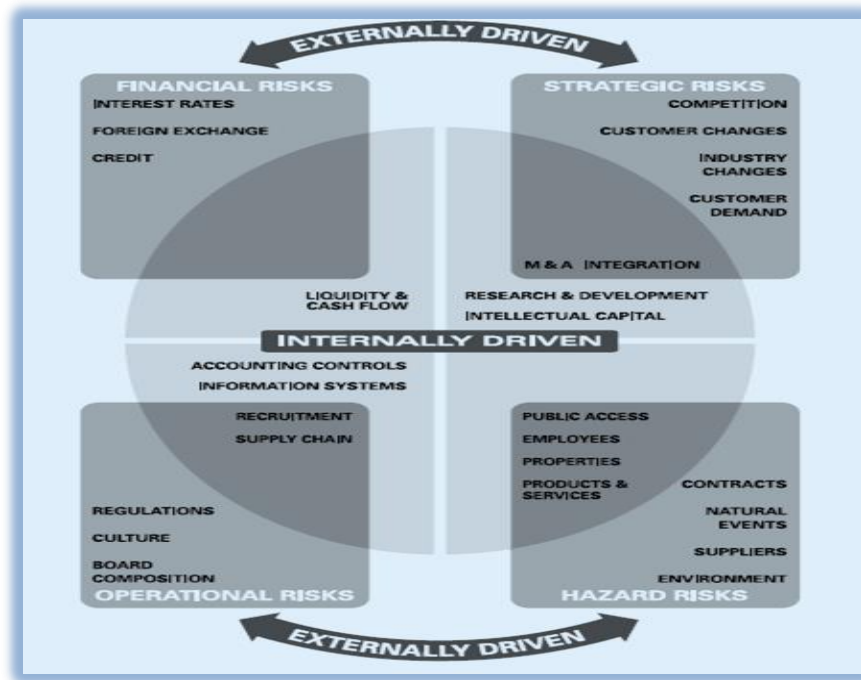 EXTERNALLY DRIVEN
FINANCIAL RISKS
INTEREST RATES
FOREIGN EXCHANGE
CREDIT
STRATEGIC RISKS
COMPETITION
CUSTOMER CHANGES
INDUSTRY
CHANGES
CUSTOMER
DEMAND
M & A INTEGRATION
LIQUIDITY &
CASH FLOW
RESEARCH & DEVELOPMENT
INTELLECTUAL CAPITAL
INTERNALLY DRIVEN
ACCOUNTING CONTROLS
INFORMATION SYSTEMS
RECRUITMENT
SUPPLY CHAIN
REGULATIONS
CULTURE
BOARD
COMPOSITION
OPERATIONAL RISKS
PUBLIC ACCESS
EMPLOYEES
PROPERTIES
PRODUCTS &
SERVICES
CONTRACTS
NATURAL
EVENTS
SUPPLIERS
ENVIRONMENT
HAZARD RISKS
EXTERNALLY DRIVEN